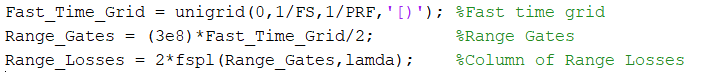 Fast_Time_Grid = unigrid(0,1/FS,1/PRF,'[)'); %Fast time grid
Range_Gates = (3e8)*Fast_Time_Grid/2; %Range Gates
Range_Losses = 2*fspl(Range_Gates,lamda); %Column of Range Losses